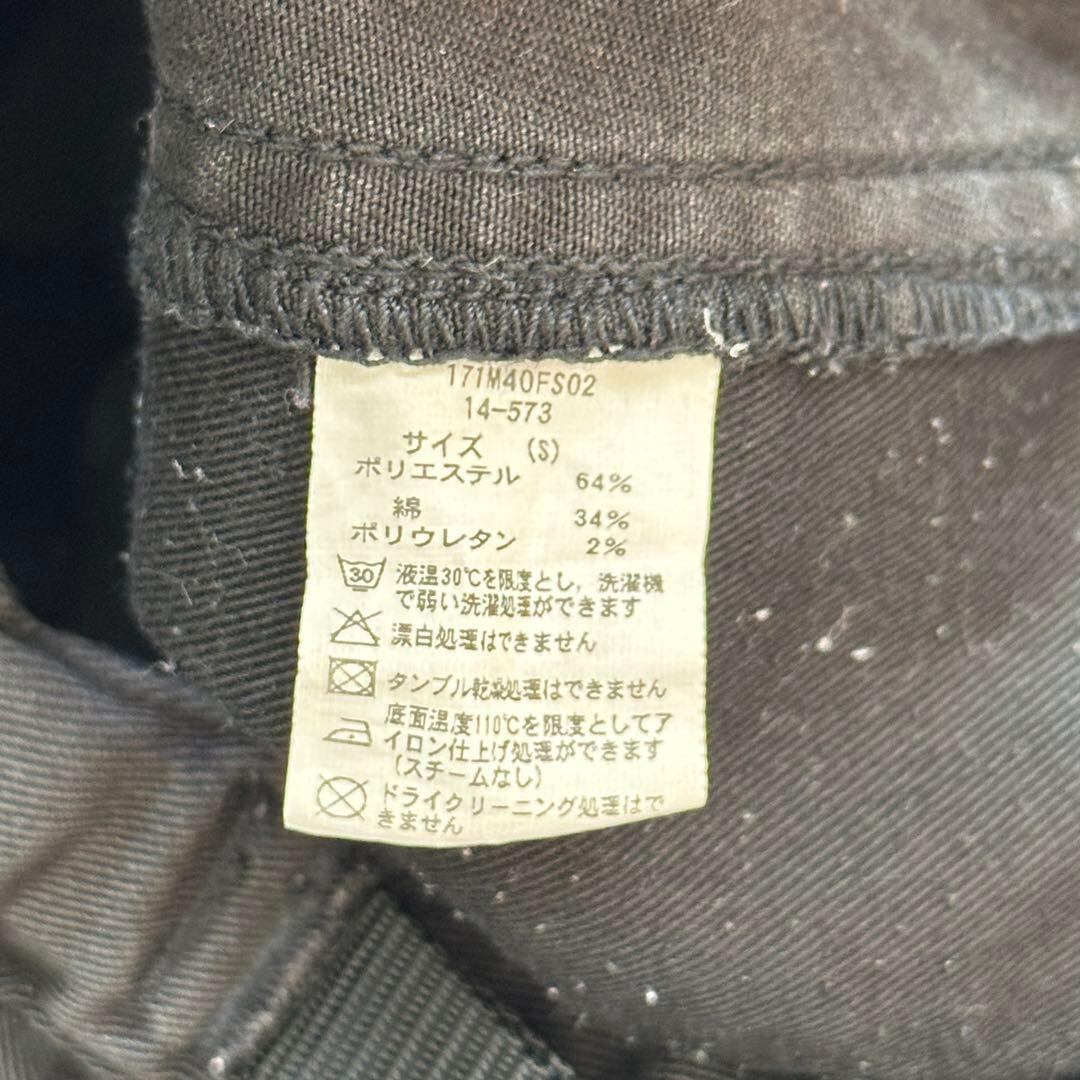 171M40FS02
14-573
サイズ (S)
ポリエステル 64%
綿 34%
ポリウレタン 2%
30 液温30℃を限度とし, 洗濯機
で弱い洗濯処理ができます
漂白処理はできません
タンブル乾燥処理はできません
底面温度110℃を限度としてア
イロン仕上げ処理ができます
(スチームなし)
ドライクリーニング処理はで
きません